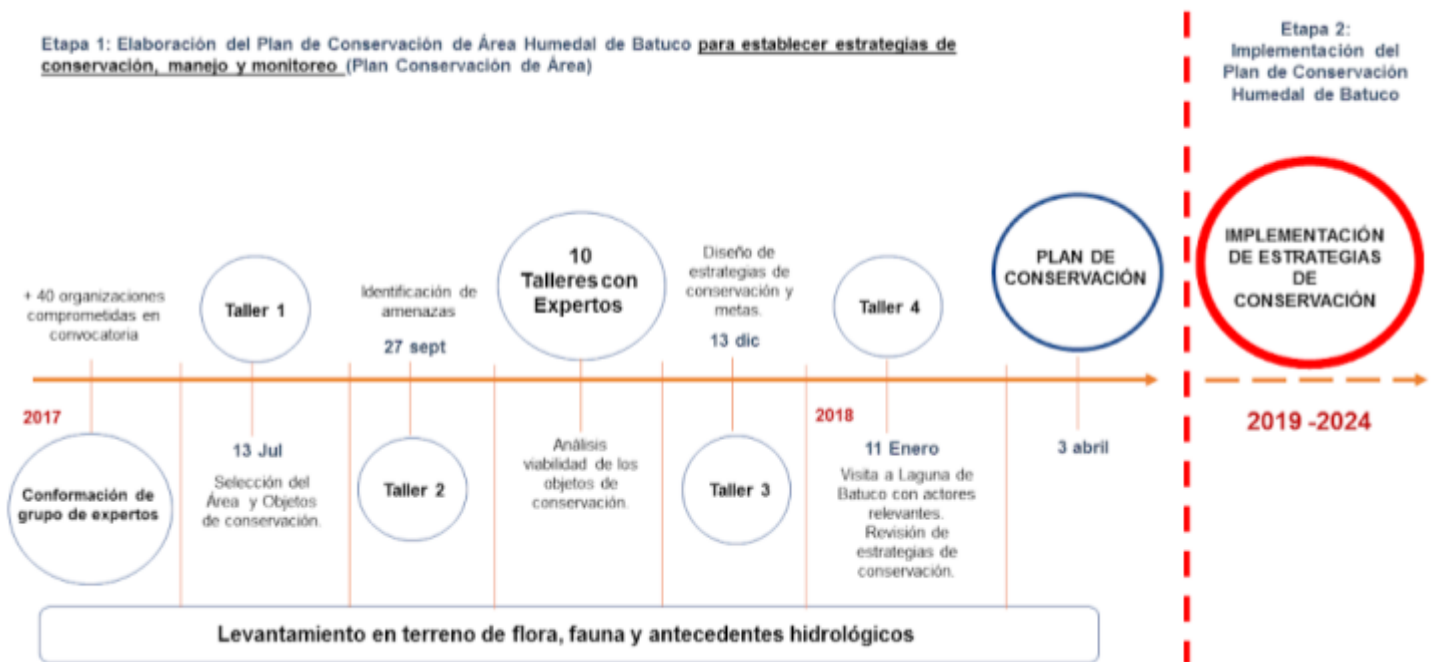 Etapa 1: Elaboración del Plan de Conservación de Área Humedal de Batuco para establecer estrategias de
conservación, manejo y monitoreo (Plan Conservación de Área)
Etapa 2:
Implementación del
Plan de Conservación
Humedal de Batuco
+ 40 organizaciones
comprometidas en
convocatoria
Taller 1
Identificación de
amenazas
27 sept
10
Talleres con
Expertos
Diseño de
estrategias de
conservación y
metas.
13 dic
Taller 4
PLAN DE
CONSERVACIÓN
IMPLEMENTACIÓN
DE ESTRATEGIAS
DE
CONSERVACIÓN
2017
Conformación de
grupo de expertos
13 Jul
Selección del
Área y Objetos
de conservación.
Taller 2
Análisis
viabilidad de los
objetos de
conservación.
Taller 3
2018
11 Enero
Visita a Laguna de
Batuco con actores
relevantes.
Revisión de
estrategias de
conservación.
3 abril
2019 -2024
Levantamiento en terreno de flora, fauna y antecedentes hidrológicos